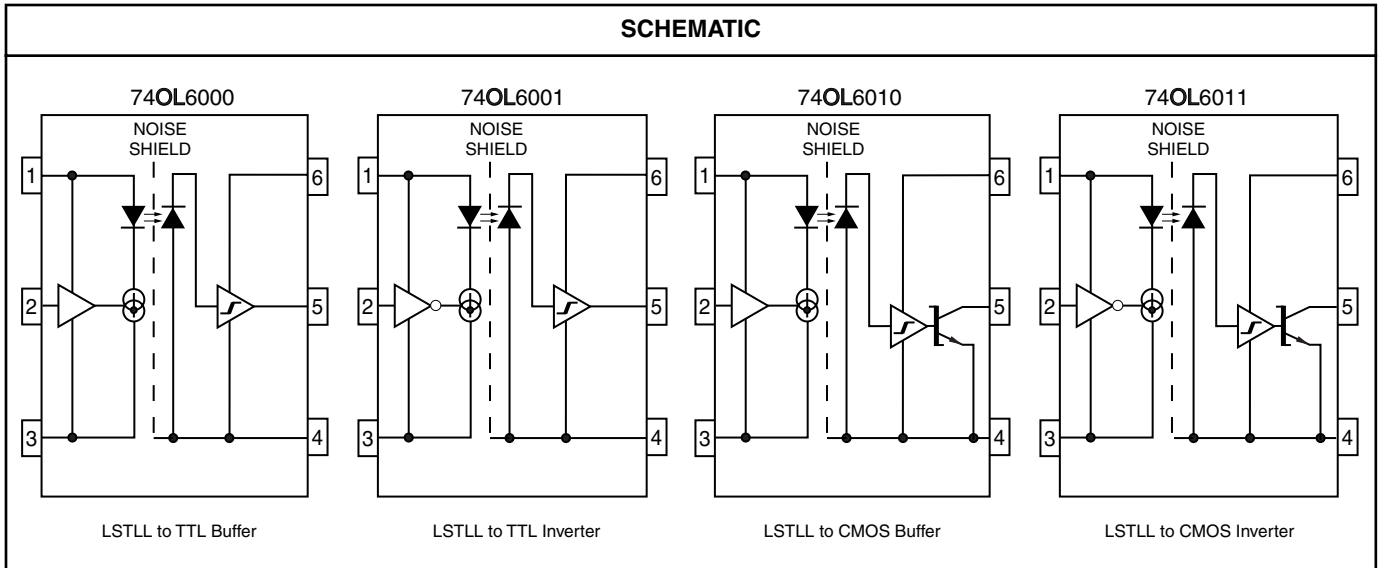 SCHEMATIC
74OL6000
NOISE
SHIELD
1
6
2
5
3
4
LSTLL to TTL Buffer
74OL6001
NOISE
SHIELD
1
6
2
5
3
4
LSTLL to TTL Inverter
74OL6010
NOISE
SHIELD
1
6
2
5
3
4
LSTLL to CMOS Buffer
74OL6011
NOISE
SHIELD
1
6
2
5
3
4
LSTLL to CMOS Inverter